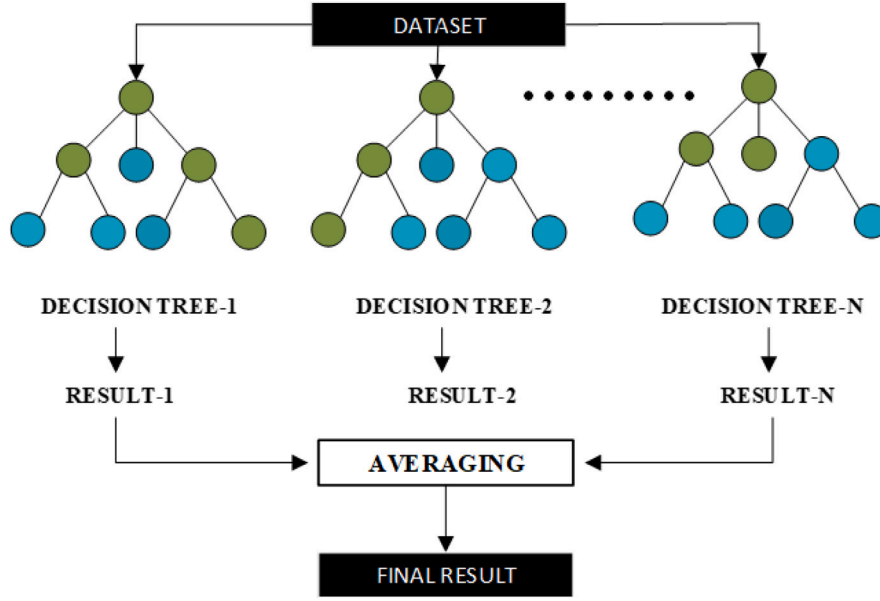 DATASET
DECISION TREE-1
DECISION TREE-2
DECISION TREE-N
RESULT-1
RESULT-2
RESULT-N
AVERAGING
FINAL RESULT